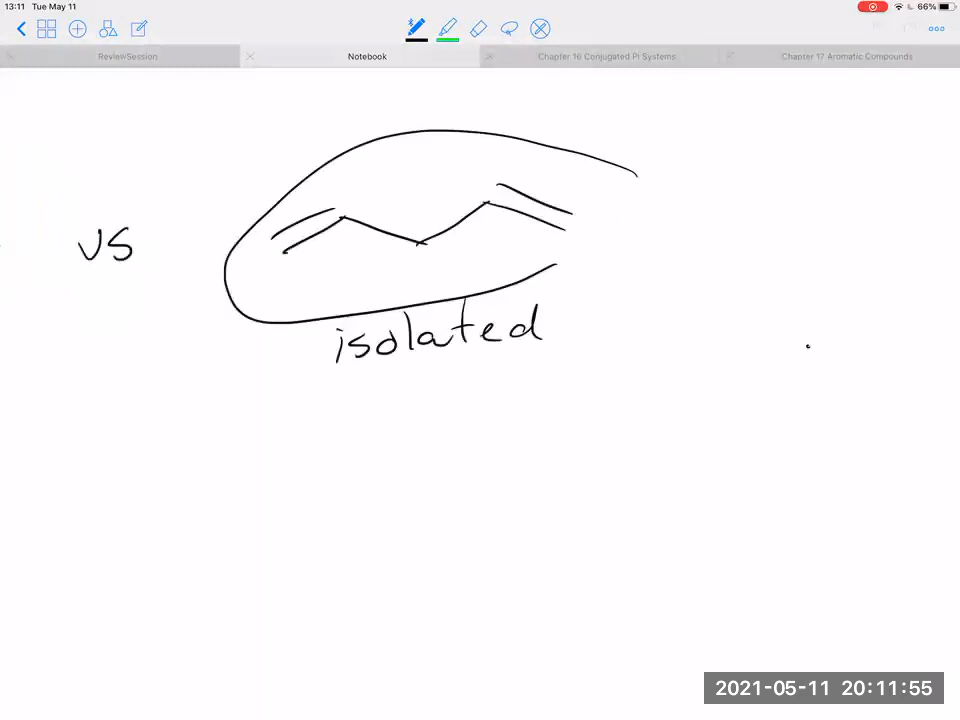 13:11 Tue May 11
66%
ReviewSession
Notebook
Chapter 16 Conjugated Pi Systems
Chapter 17 Aromatic Compounds
vs
isolated
2021-05-11 20:11:55